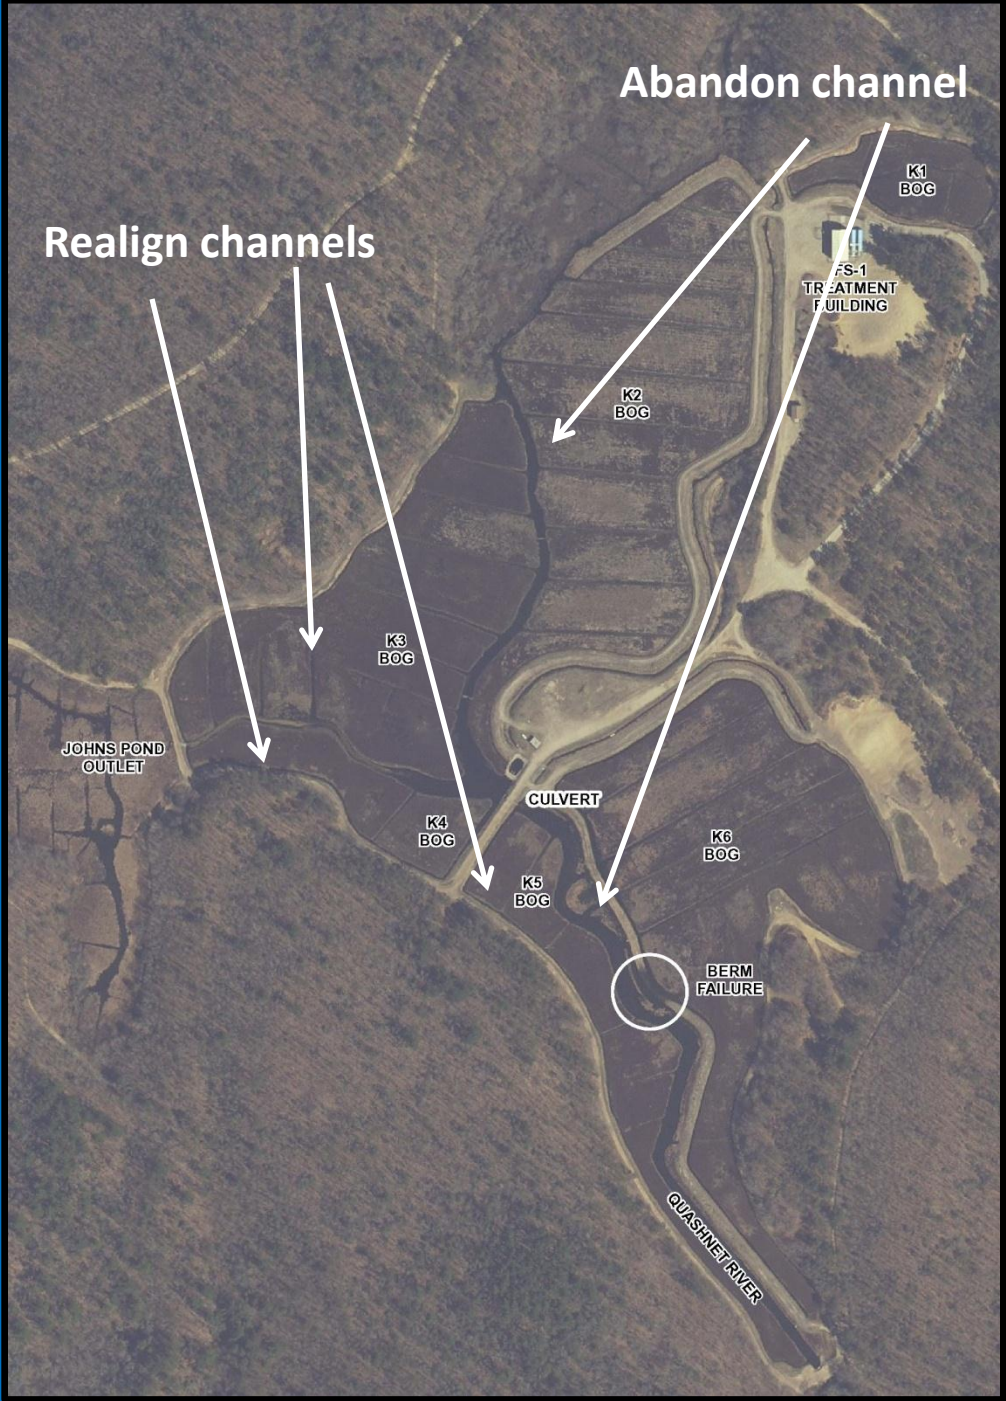 Abandon channel
K1
BOG
Realign channels
FS-1
TREATMENT
BUILDING
K2
BOG
K3
BOG
JOHNS POND
OUTLET
CULVERT
K4
BOG
K6
BOG
K5
BOG
BERM
FAILURE
QUASHNET RIVER